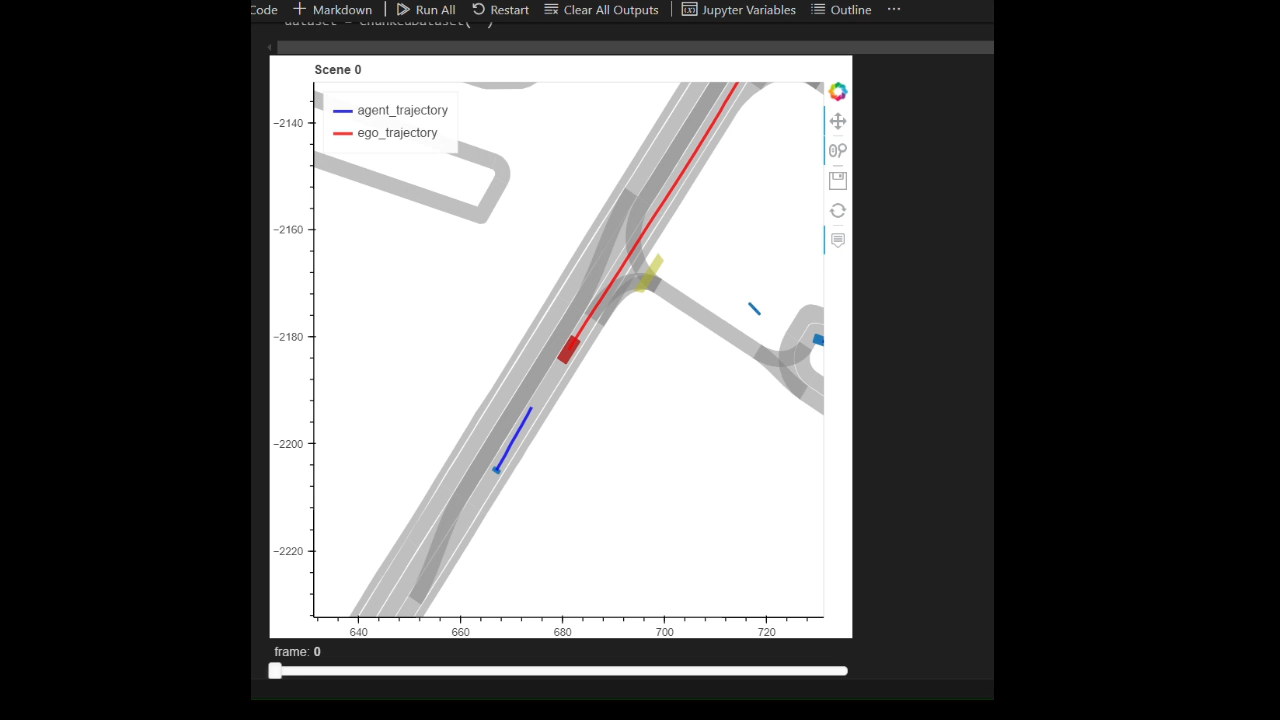 Code + Markdown Run All Restart Clear All Outputs Jupyter Variables Outline ...
Scene 0
agent_trajectory
ego_trajectory
−2140
−2160
−2180
−2200
−2220
640 660 680 700 720
frame: 0